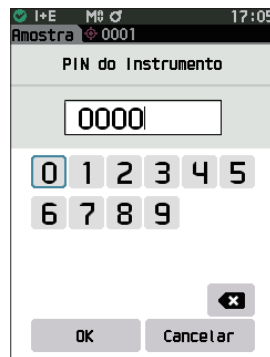 I+E M ♂ 17:05
Amostra 0001
PIN do Instrumento
0000
0 1 2 3 4 5
6 7 8 9
OK Cancelar